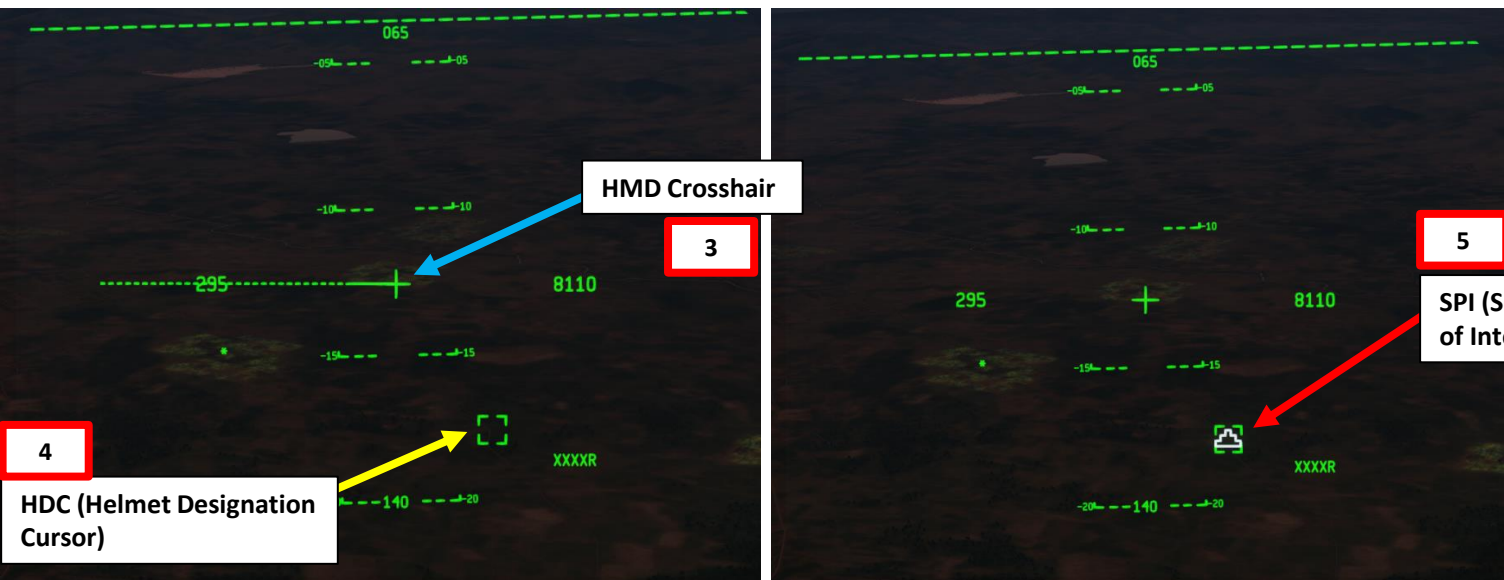 065
-05 -05
HMD Crosshair
-10 -10
3
295 8110
-15 -15
4
XXXXR
HDC (Helmet Designation
Cursor)
140 -20
065
-05 -05
-10 -10
5
295 8110
SPI
of
-15 -15
XXXXR
-20 140 -20